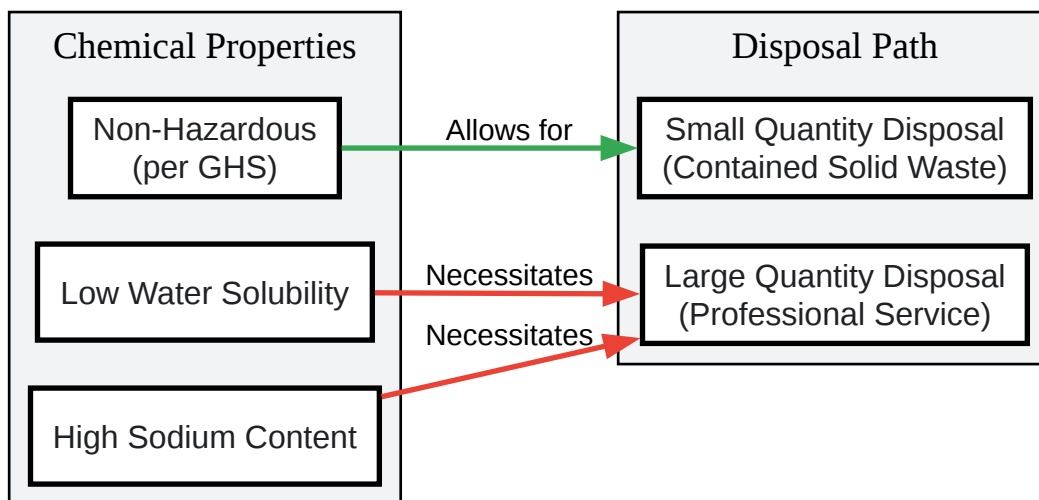 Chemical Properties
Non-Hazardous
(per GHS)
Low Water Solubility
High Sodium Content
Allows for
Necessitates
Necessitates
Disposal Path
Small Quantity Disposal
(Contained Solid Waste)
Large Quantity Disposal
(Professional Service)